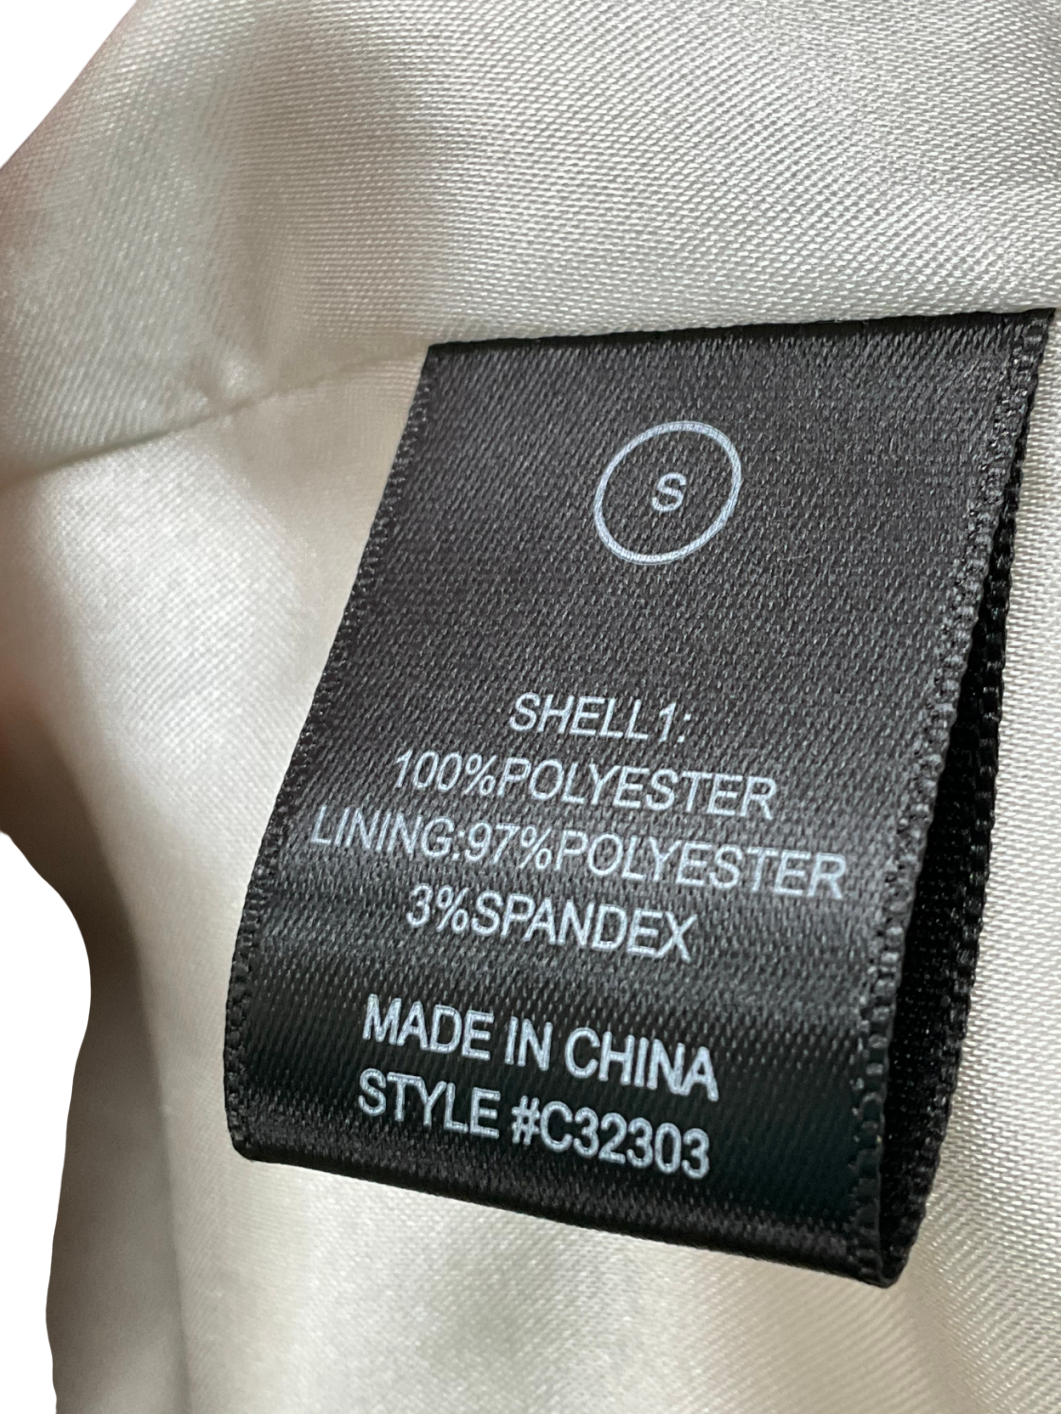 S
SHELL1:
100%POLYESTER
LINING:97%POLYESTER
3%SPANDEX
MADE IN CHINA
STYLE #C32303